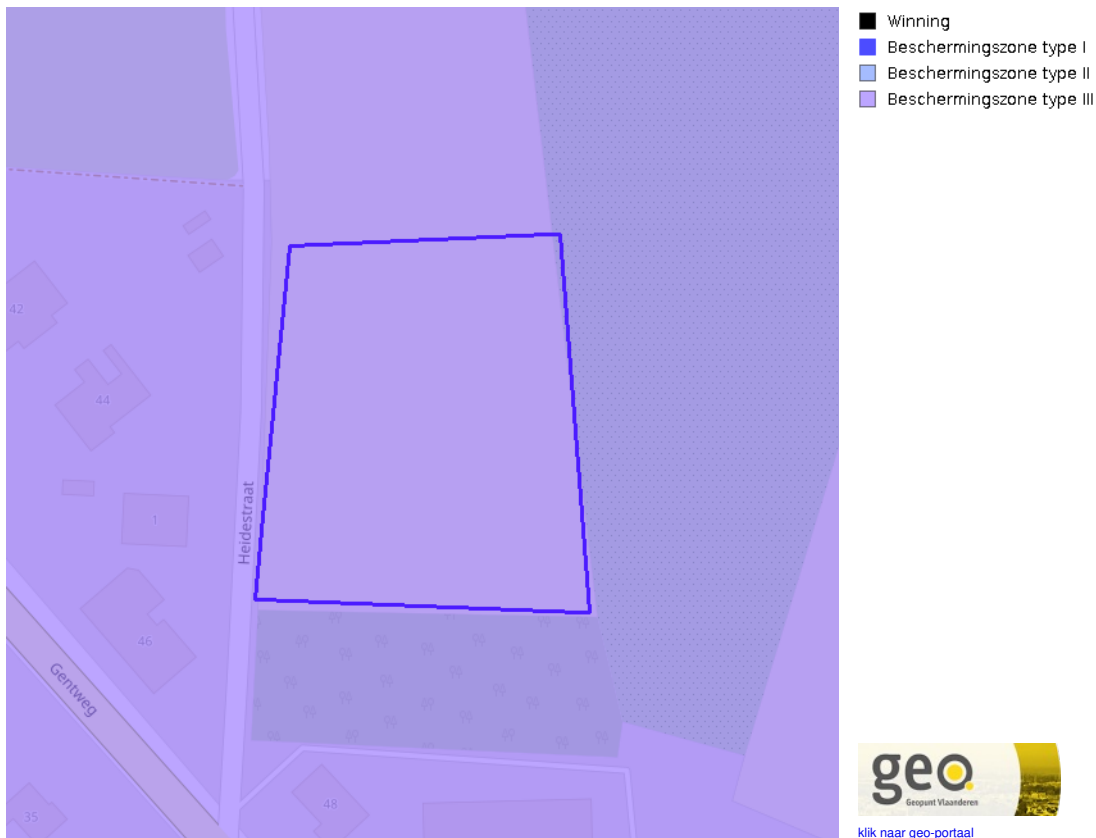 Winning
Beschermingszone type I
Beschermingszone type II
Beschermingszone type III
42
44
Heidestraat
1
46
Gentweg
48
35
geo.
Geopunt Vlaanderen
klik naar geo-portaal